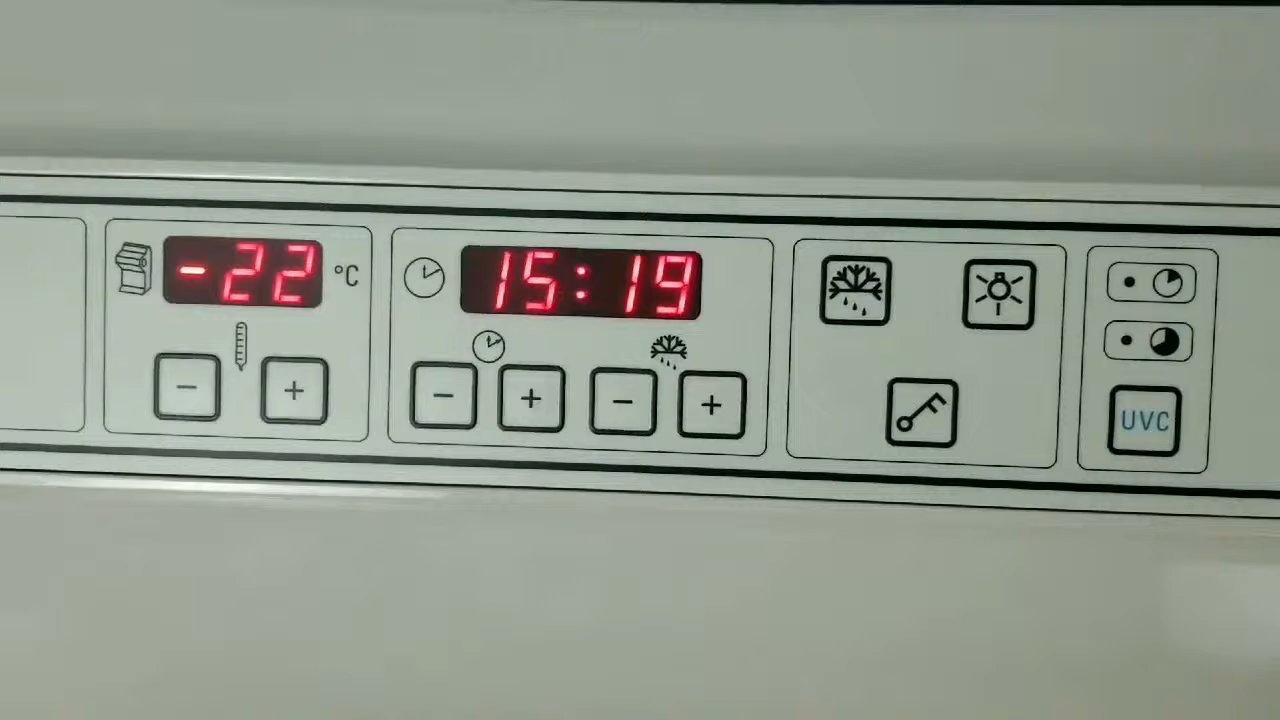 -22 °C
15:19
- + - + - +
UVC